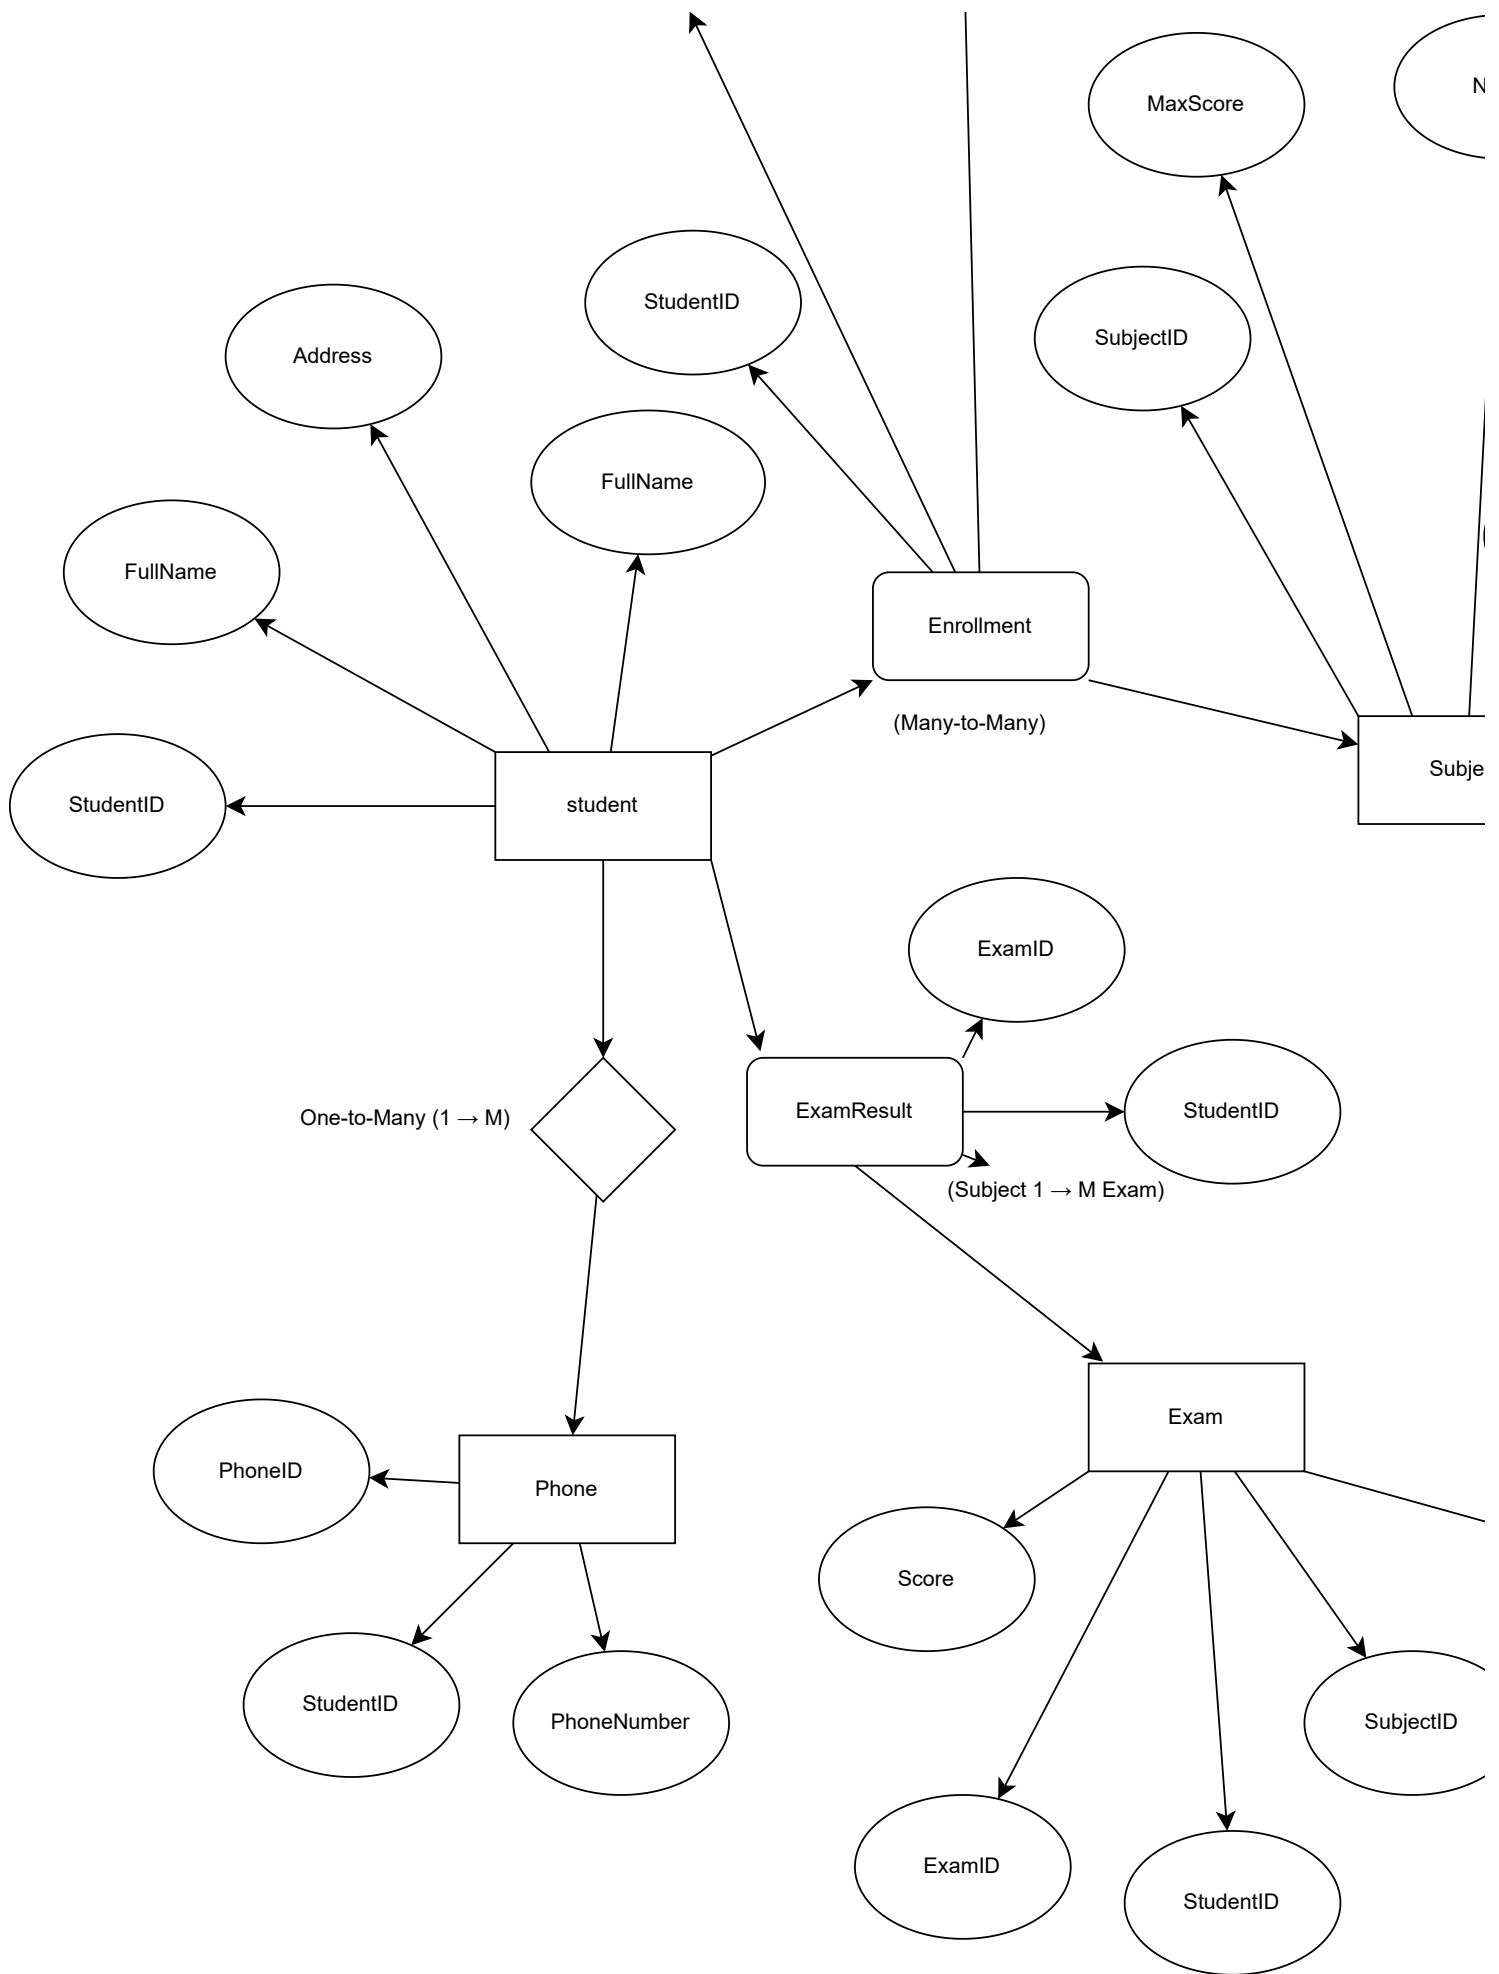 MaxScore
StudentID
SubjectID
Address
FullName
FullName
Enrollment
(Many-to-Many)
StudentID
student
ExamID
ExamResult
StudentID
One-to-Many (1 → M)
(Subject 1 → M Exam)
Exam
PhoneID
Phone
Score
StudentID
PhoneNumber
SubjectID
ExamID
StudentID